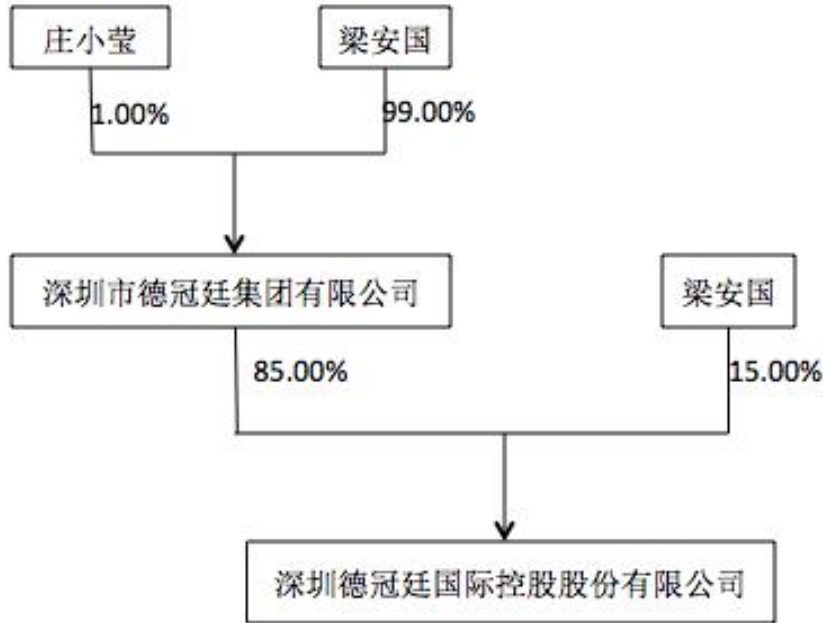 庄小莹
梁安国
1.00%
99.00%
深圳市德冠廷集团有限公司
梁安国
85.00%
15.00%
深圳德冠廷国际控股股份有限公司